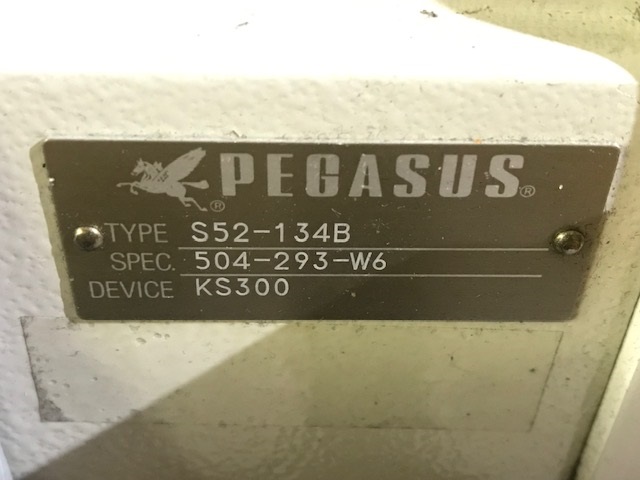 PEGASUS®
®
TYPE S52-134B
SPEC. 504-293-W6
DEVICE KS300